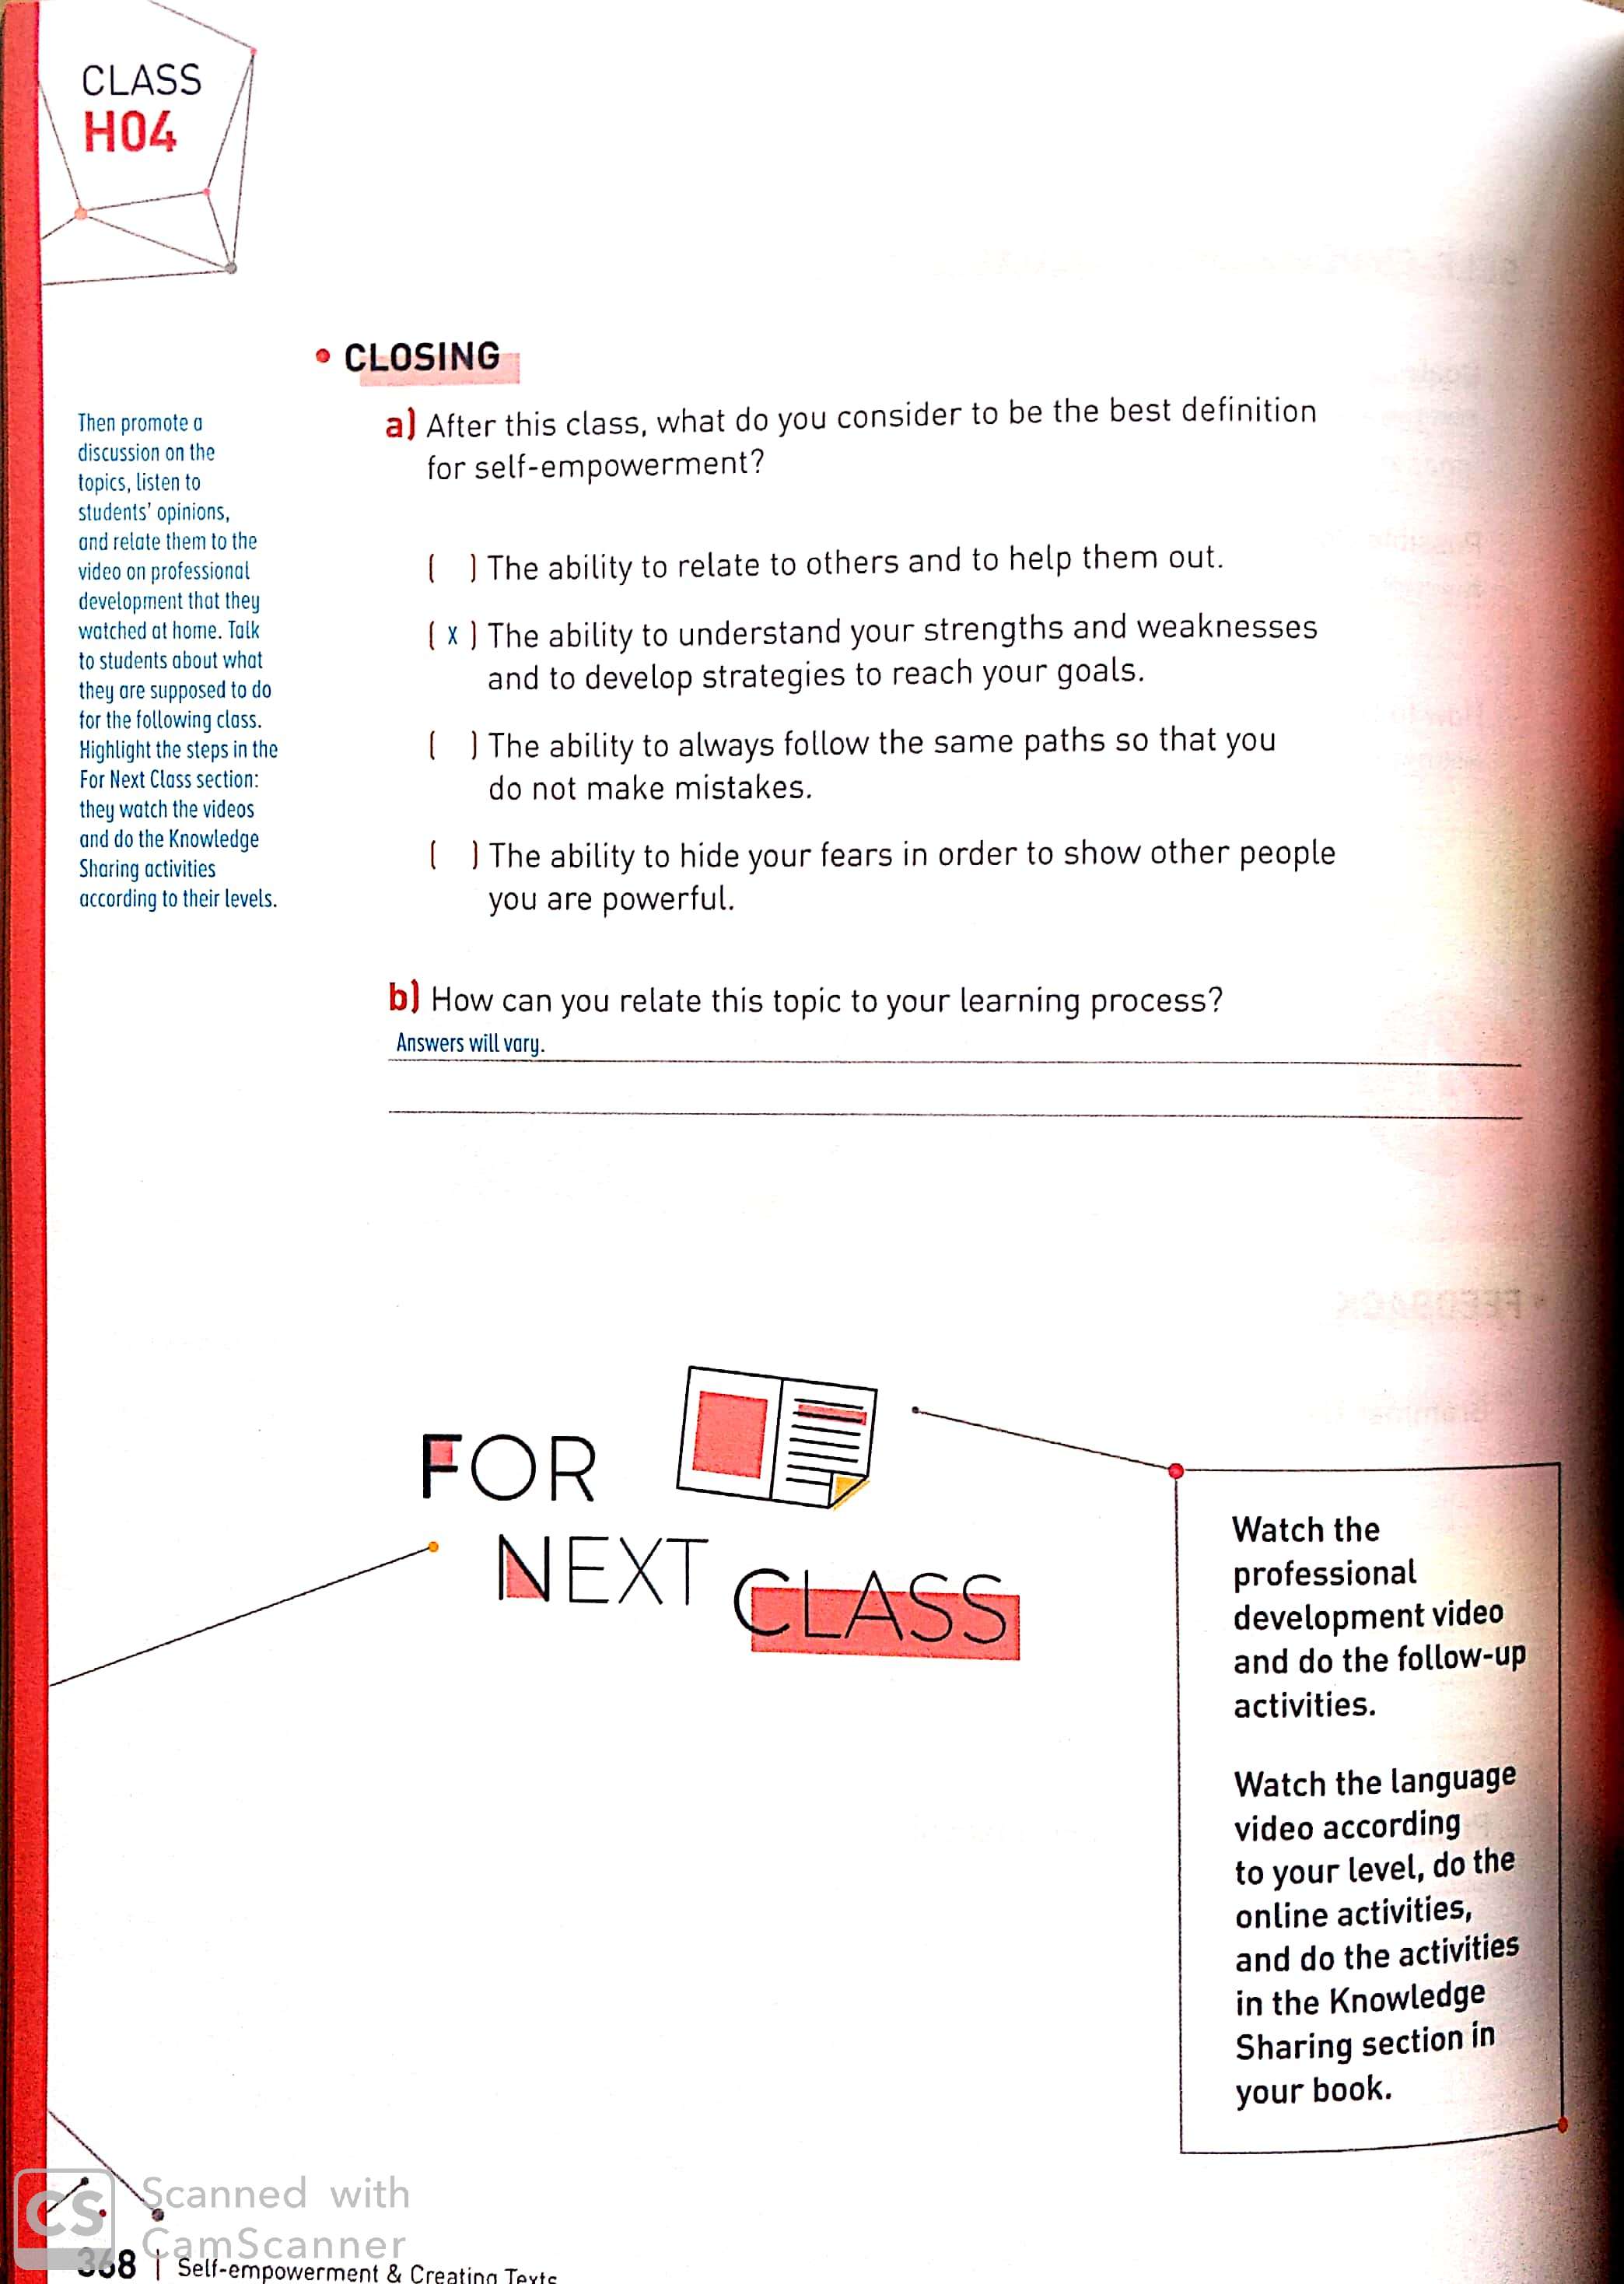 CLASS
H04
• CLOSING
Then promote a
discussion on the
topics, listen to
students' opinions,
and relate them to the
video on professional
development that they
watched at home. Talk
to students about what
they are supposed to do
for the following class.
Highlight the steps in the
For Next Class section:
they watch the videos
and do the Knowledge
Sharing activities
according to their levels.
a) After this class, what do you consider to be the best definition
for self-empowerment?
( ) The ability to relate to others and to help them out.
( x ) The ability to understand your strengths and weaknesses
and to develop strategies to reach your goals.
( ) The ability to always follow the same paths so that you
do not make mistakes.
( ) The ability to hide your fears in order to show other people
you are powerful.
b) How can you relate this topic to your learning process?
Answers will vary.
FOR
NEXT
CLASS
Watch the
professional
development video
and do the follow-up
activities.
Watch the language
video according
to your level, do the
online activities,
and do the activities
in the Knowledge
Sharing section in
your book.
CS
Scanned with
CamScanner
368 | Self-empowerment & Creating Texts